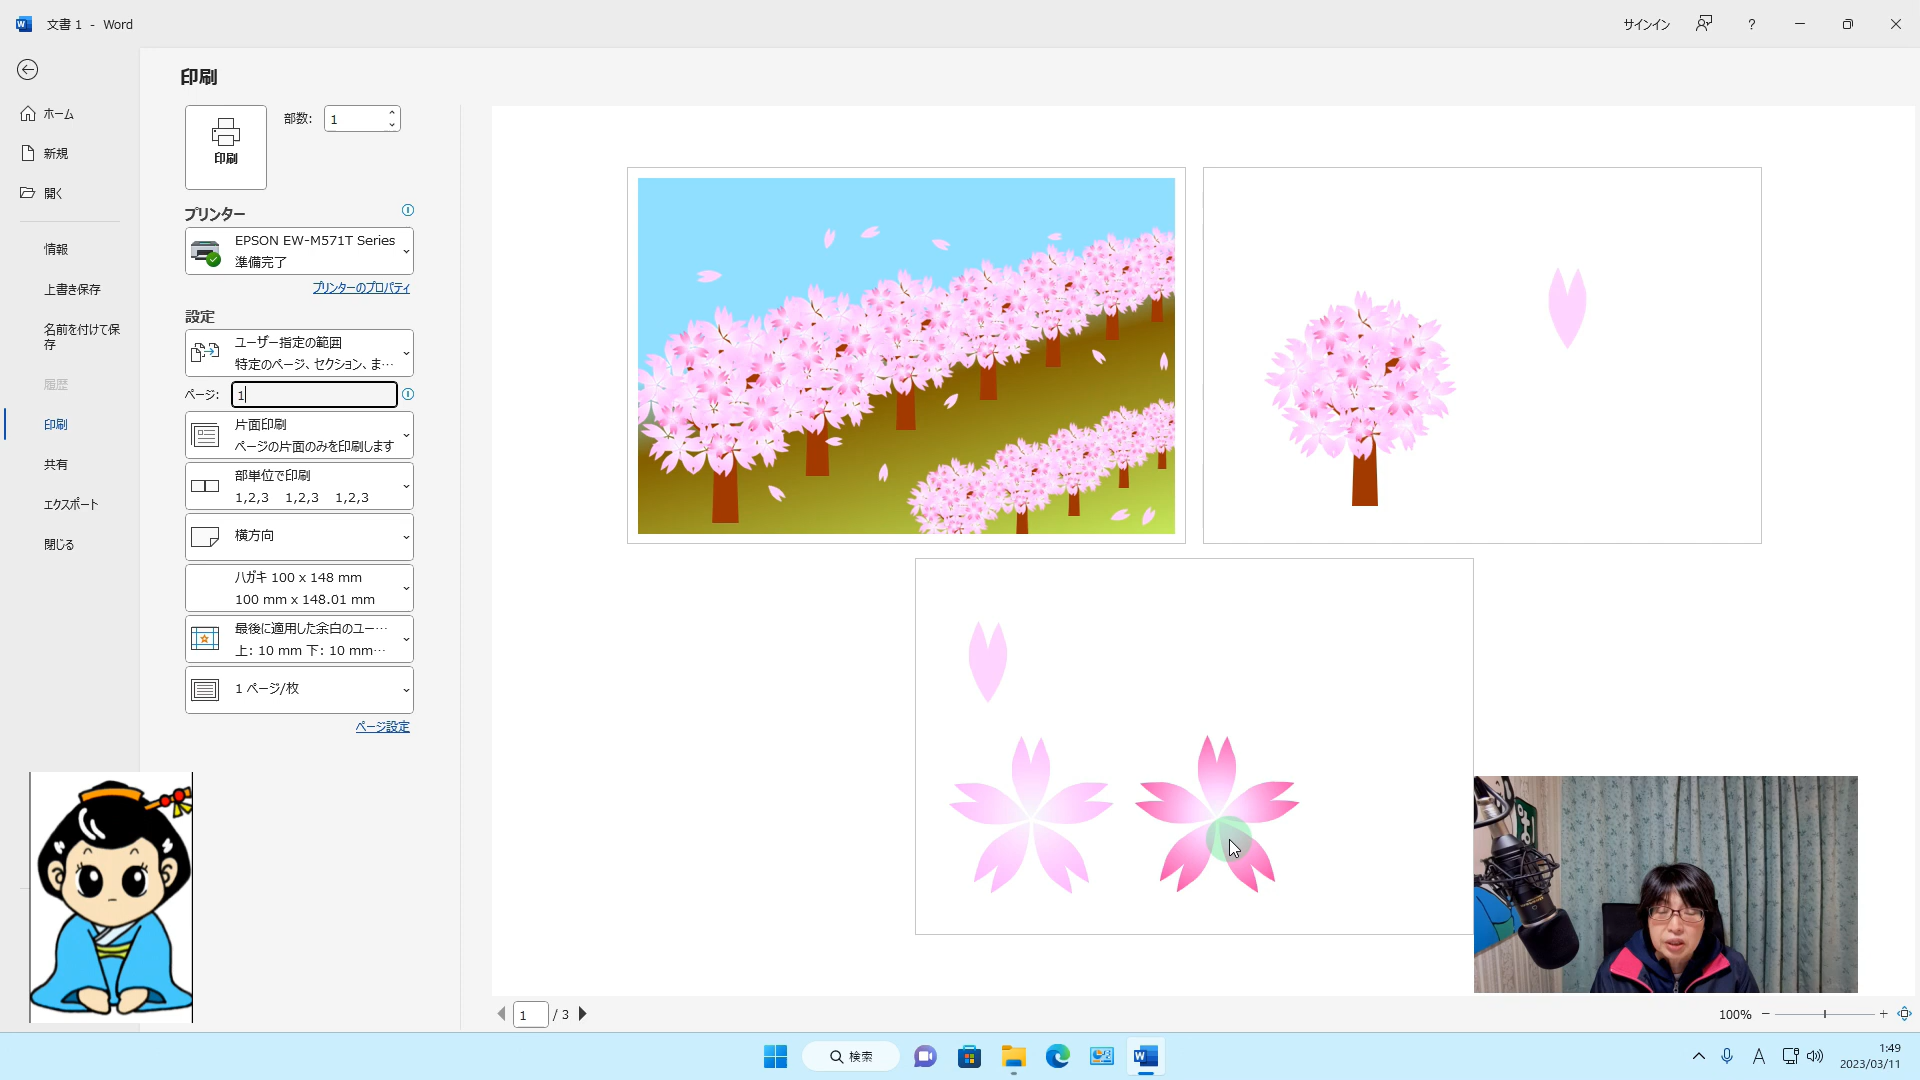 文書 1 - Word
サインイン
?
印刷
ホーム
新規
開く
情報
上書き保存
名前を付けて保
存
履歴
印刷
共有
エクスポート
閉じる
印刷
部数: 1
プリンター
EPSON EW-M571T Series
準備完了
プリンターのプロパティ
設定
ユーザー指定の範囲
特定のページ、セクション、ま…
ページ: 1
片面印刷
ページの片面のみを印刷します
部単位で印刷
1,2,3 1,2,3 1,2,3
横方向
ハガキ 100 x 148 mm
100 mm x 148.01 mm
最後に適用した余白のユー…
上: 10 mm 下: 10 mm…
1 ページ/枚
ページ設定
1 / 3
100%
検索
A
1:49
2023/03/11